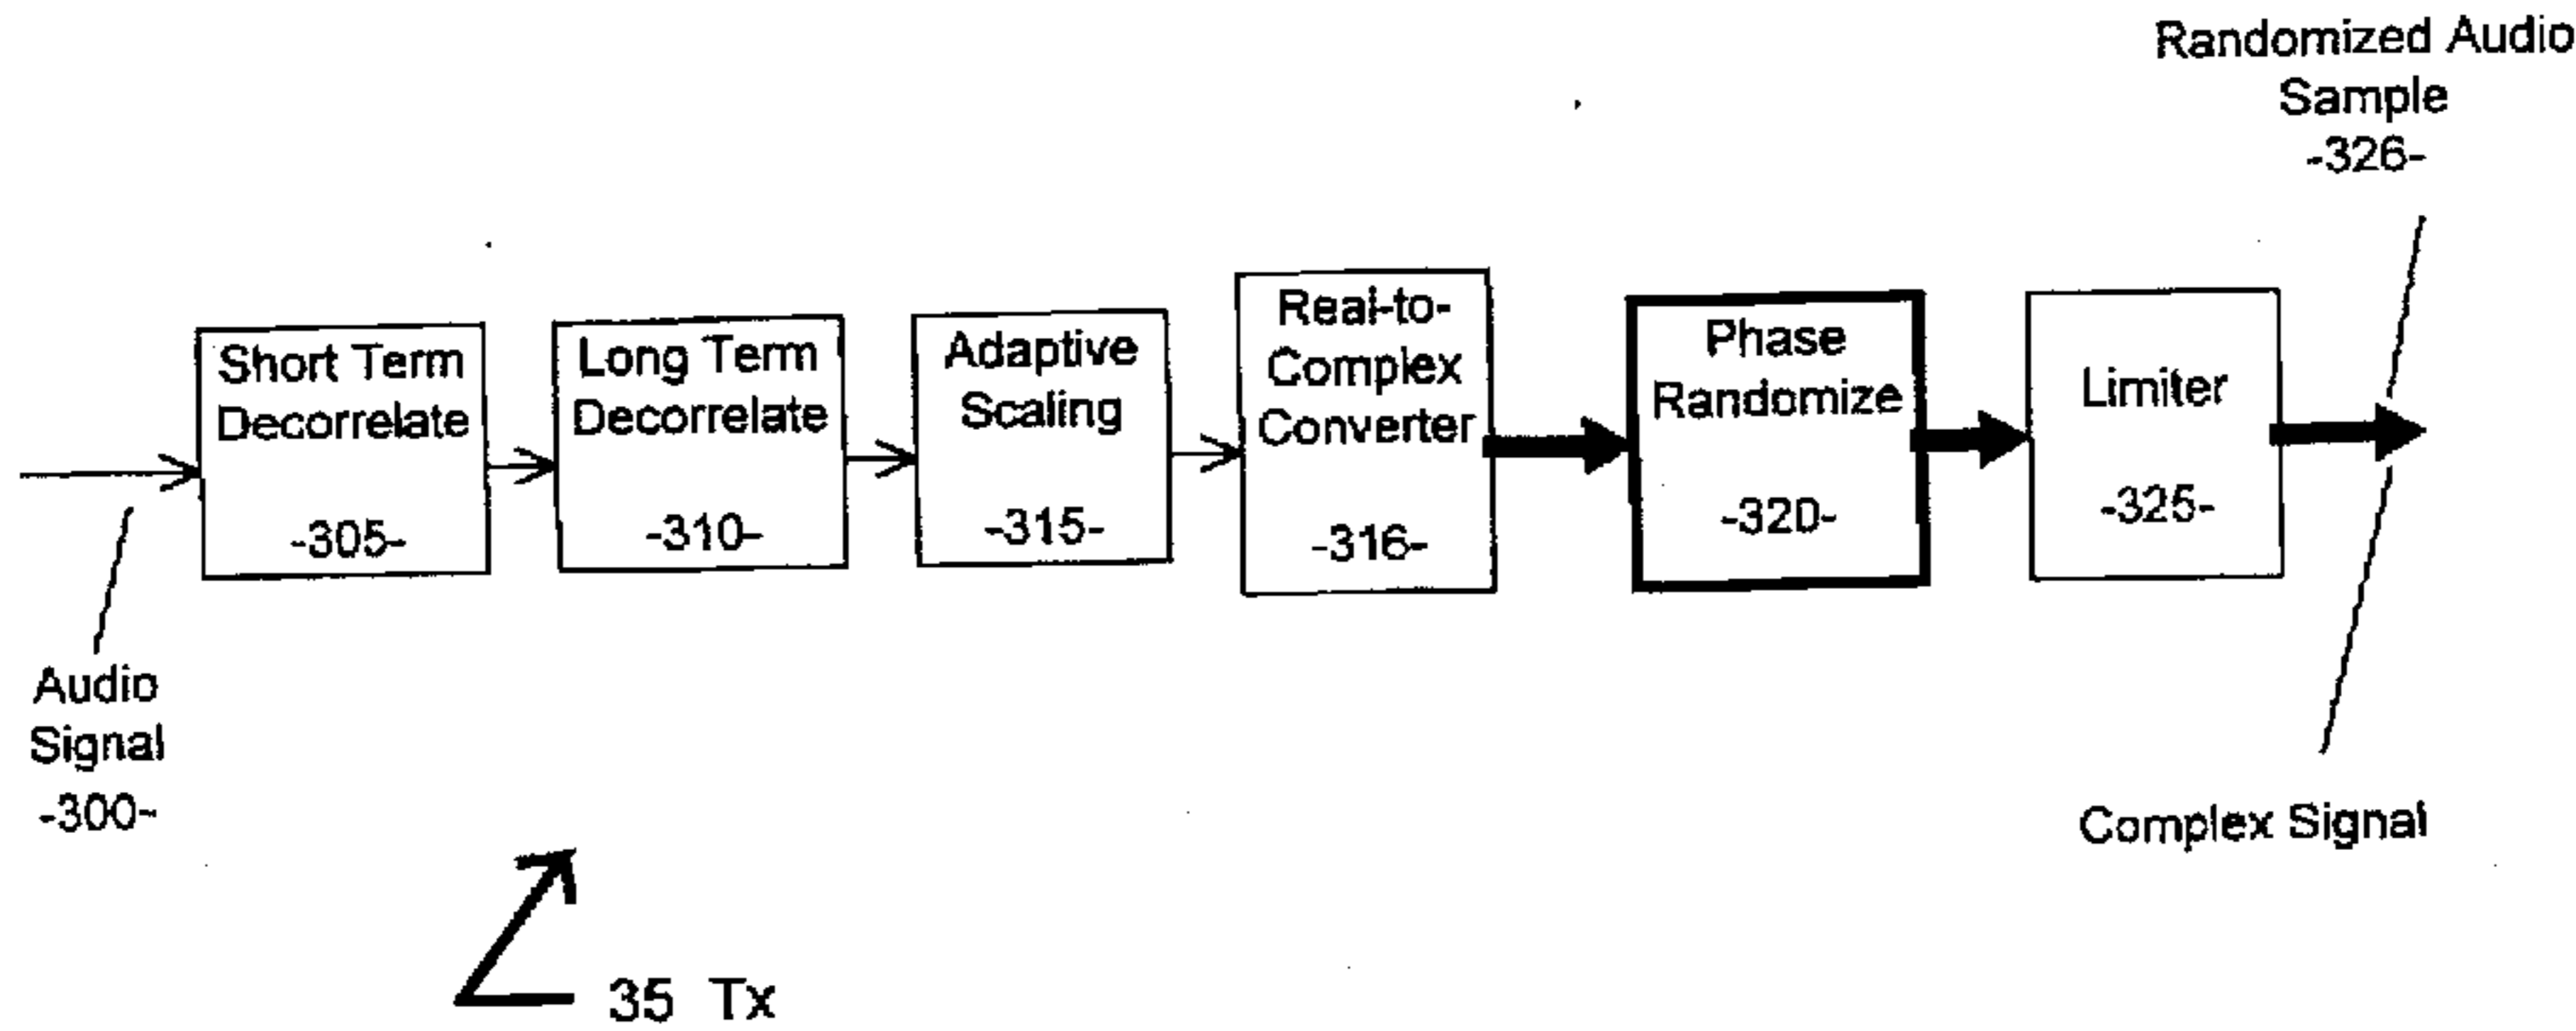 Randomized Audio
Sample
-326-
Short Term
Decorrelate
-305-
Long Term
Decorrelate
-310-
Adaptive
Scaling
-315-
Real-to-
Complex
Converter
-316-
Phase
Randomize
-320-
Limiter
-325-
Audio
Signal
-300-
Complex Signal
35 Tx